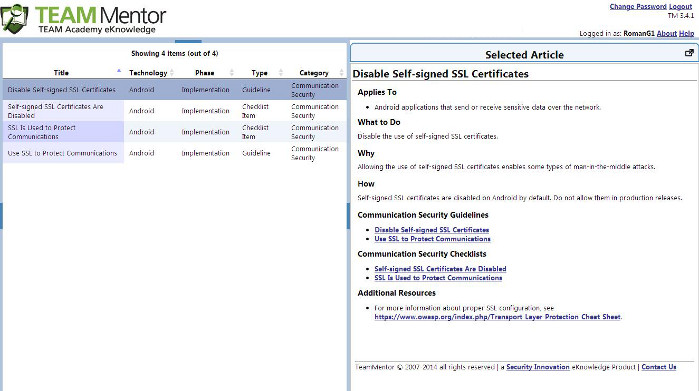 TEAM Mentor
TEAM Academy eKnowledge
Change Password Logout
TM 3.4.1
Logged in as: RomanG1 About Help
Showing 4 items (out of 4)
Title Technology Phase Type Category
Disable Self-signed SSL Certificates Android Implementation Guideline Communication Security
Self-signed SSL Certificates Are Disabled Android Implementation Checklist Item Communication Security
SSL Is Used to Protect Communications Android Implementation Checklist Item Communication Security
Use SSL to Protect Communications Android Implementation Guideline Communication Security
Selected Article
Disable Self-signed SSL Certificates
Applies To
Android applications that send or receive sensitive data over the network.
What to Do
Disable the use of self-signed SSL certificates.
Why
Allowing the use of self-signed SSL certificates enables some types of man-in-the-middle attacks.
How
Self-signed SSL certificates are disabled on Android by default. Do not allow them in production releases.
Communication Security Guidelines
Disable Self-signed SSL Certificates
Use SSL to Protect Communications
Communication Security Checklists
Self-signed SSL Certificates Are Disabled
SSL Is Used to Protect Communications
Additional Resources
For more information about proper SSL configuration, see
https://www.owasp.org/index.php/Transport Layer Protection Cheat Sheet.
TeamMentor © 2007-2014 all rights reserved | a Security Innovation eKnowledge Product | Contact Us